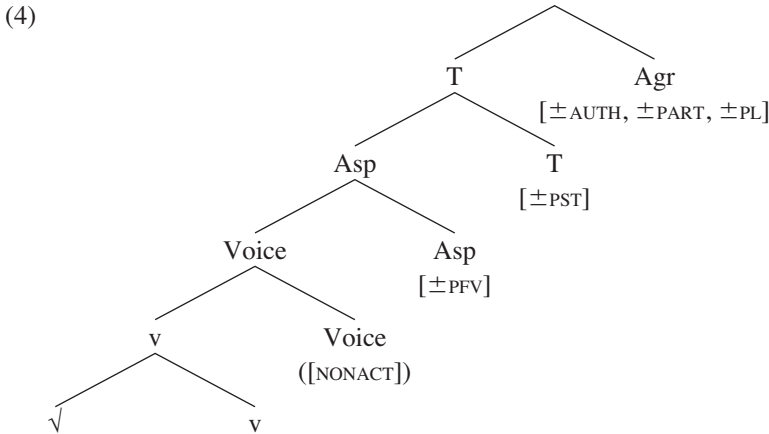 (4)
T Agr
[±AUTH, ±PART, ±PL]
Asp T
[±PST]
Voice Asp
[±PFV]
v Voice
([NONACT])
√ v